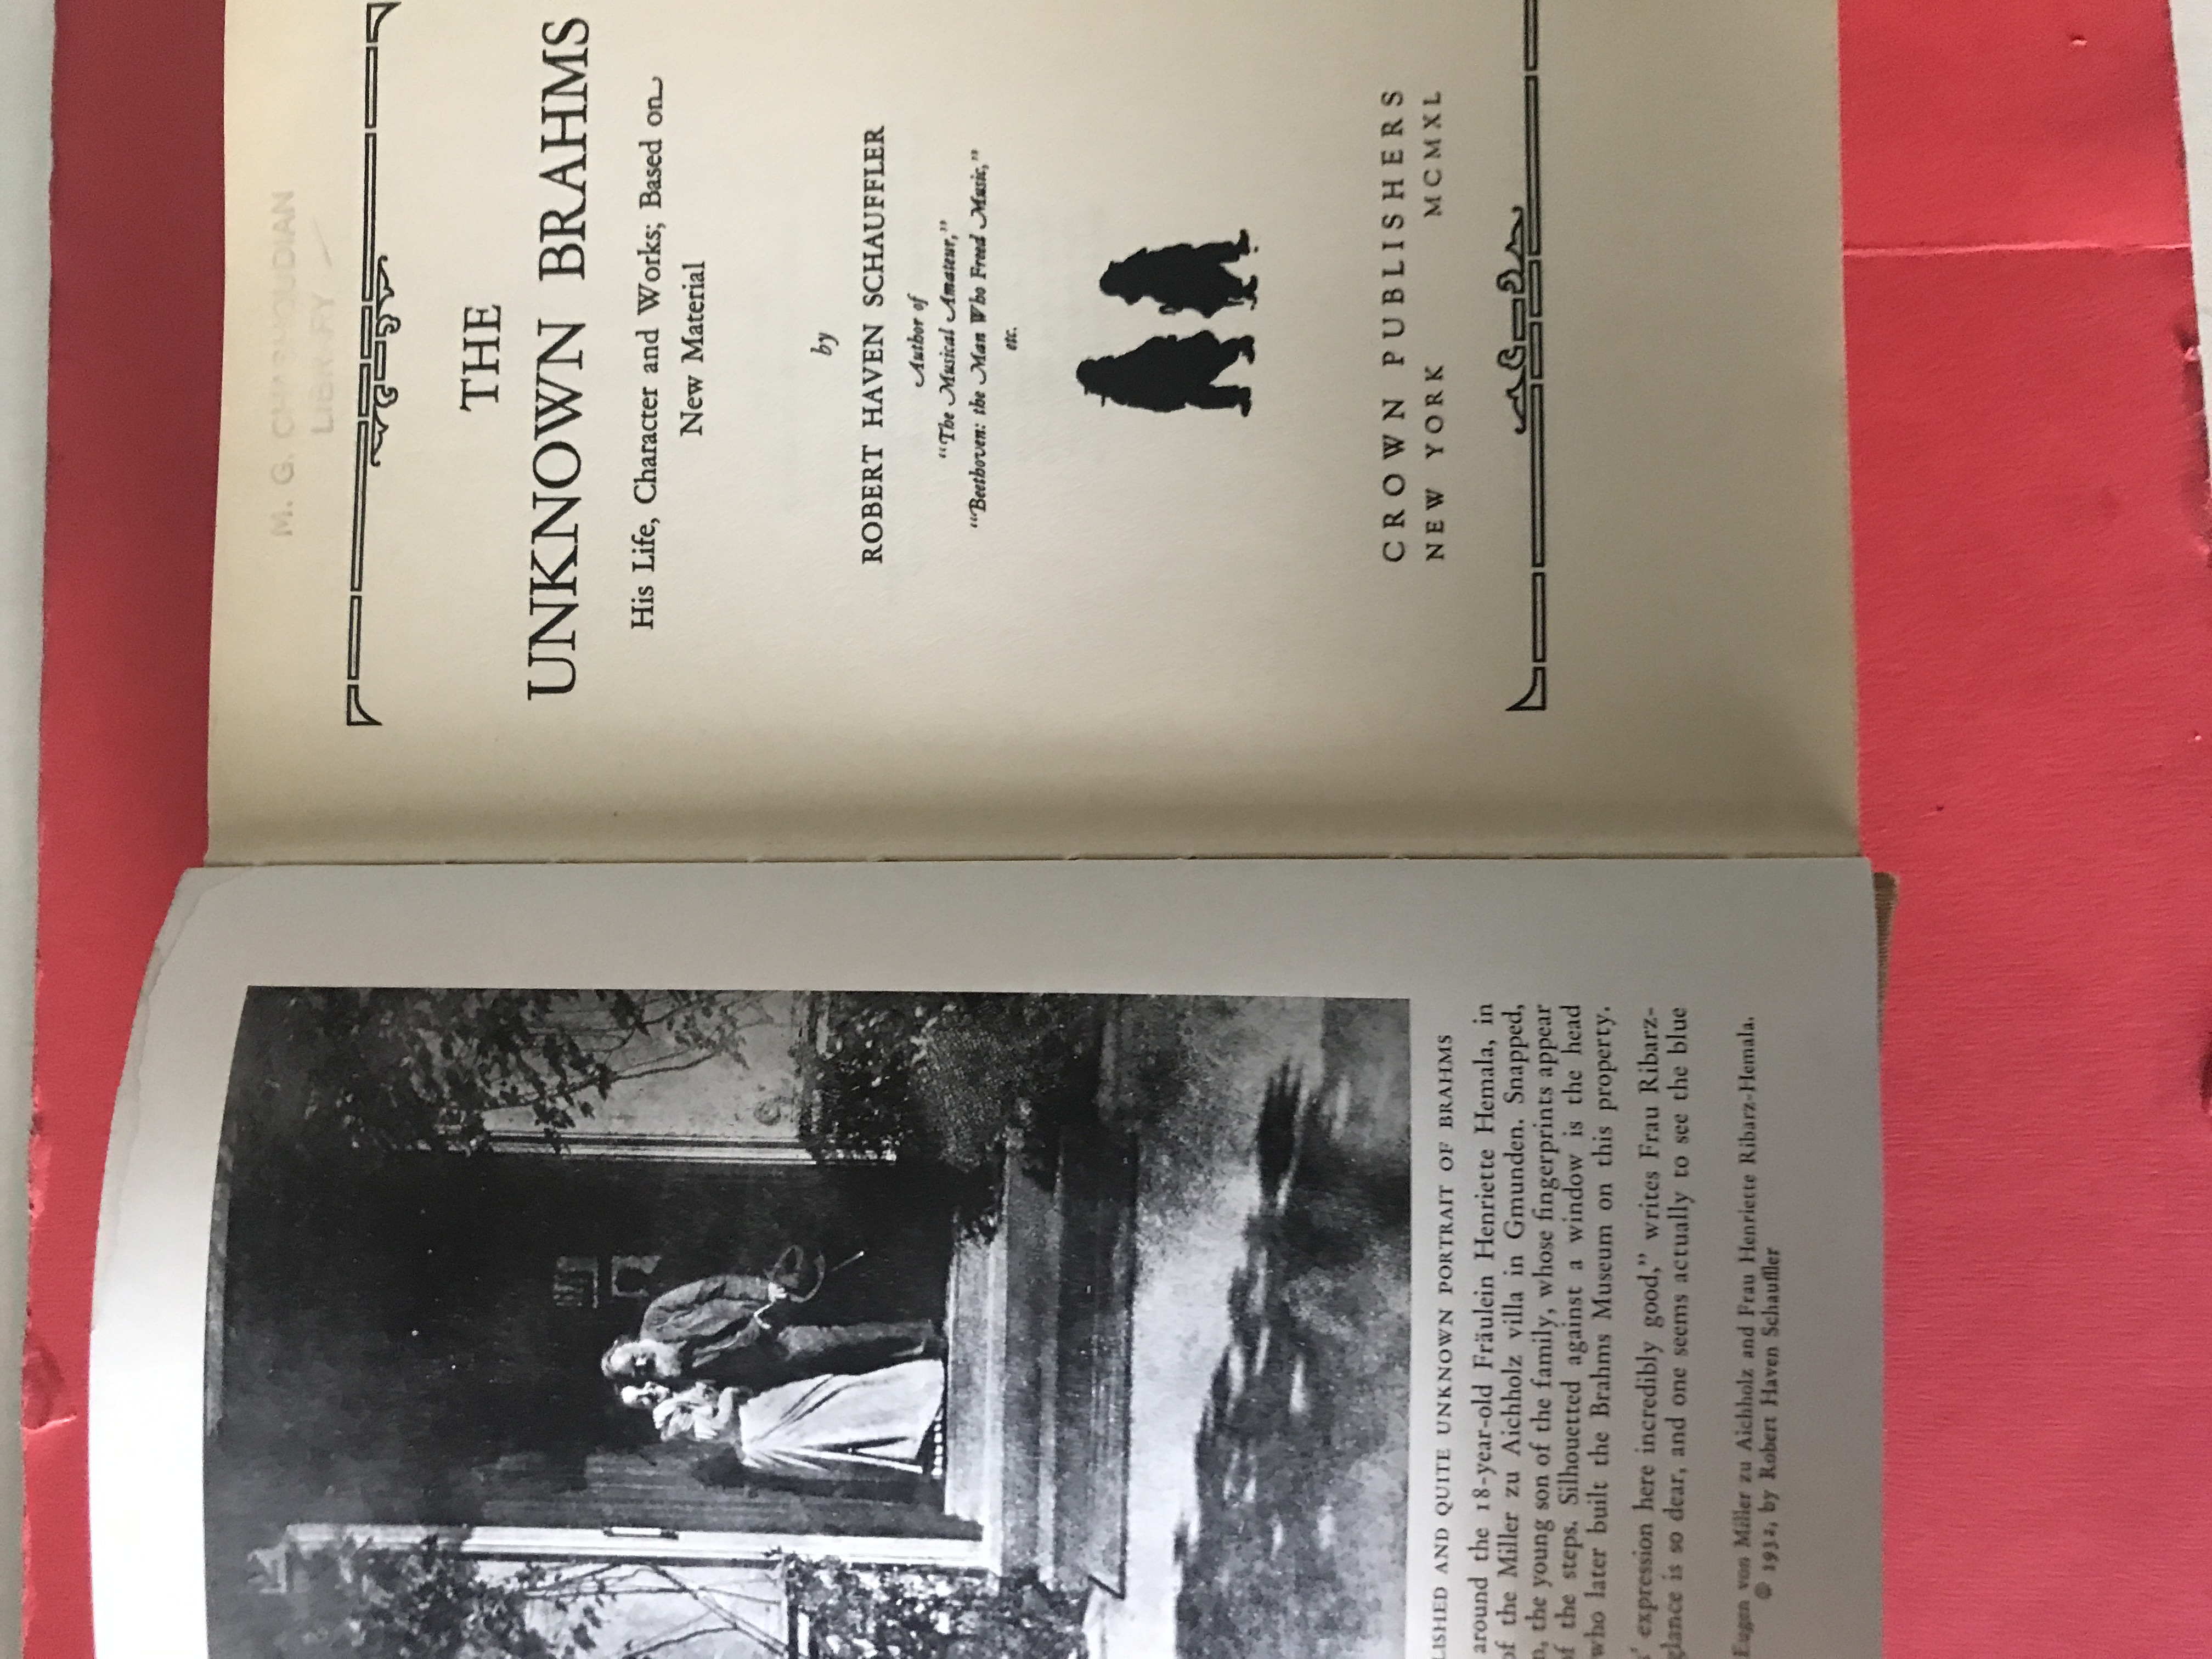 LISHED AND QUITE UNKNOWN PORTRAIT OF BRAHMS
around the 18-year-old Fräulein Henriette Hemala, in
of the Miller zu Aichholz villa in Gmunden. Snapped,
the young son of the family, whose fingerprints appear
f the steps. Silhouetted against a window is the head
who later built the Brahms Museum on this property.
expression here incredibly good,” writes Frau Ribarz-
glance is so dear, and one seems actually to see the blue
Eugen von Miller zu Aichholz and Frau Henriette Ribarz-Hemala.
© 1932, by Robert Haven Schauffler
M. G.
LIBRARY
THE
UNKNOWN BRAHMS
His Life, Character and Works; Based on
New Material
by
ROBERT HAVEN SCHAUFFLER
Author of
“The Musical Amateur,”
“Beethoven: the Man Who Freed Music,”
etc.
CROWN PUBLISHERS
NEW YORK MCMXL